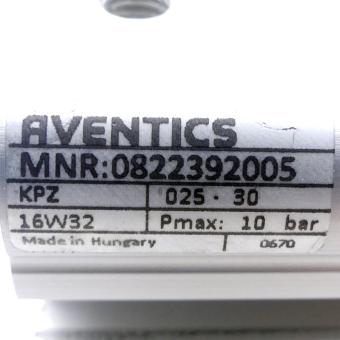 AVENTICS
MNR:0822392005
KPZ 025 - 30
16W32 Pmax: 10 bar
Made in Hungary 0670